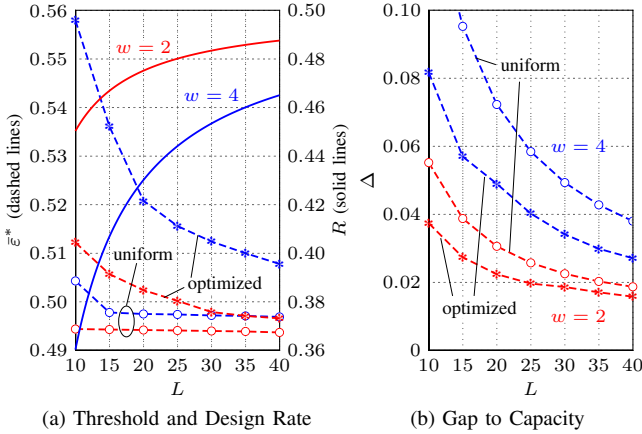 0.56
0.55
0.54
0.53
0.52
0.51
0.50
0.49
ε̄* (dashed lines)
10 15 20 25 30 35 40
L
0.50
0.48
0.46
0.44
0.42
0.40
0.38
0.36
R (solid lines)
w = 2
w = 4
uniform
optimized
(a) Threshold and Design Rate
0.10
0.08
0.06
0.04
0.02
0
Δ
10 15 20 25 30 35 40
L
uniform
w = 4
optimized
w = 2
(b) Gap to Capacity